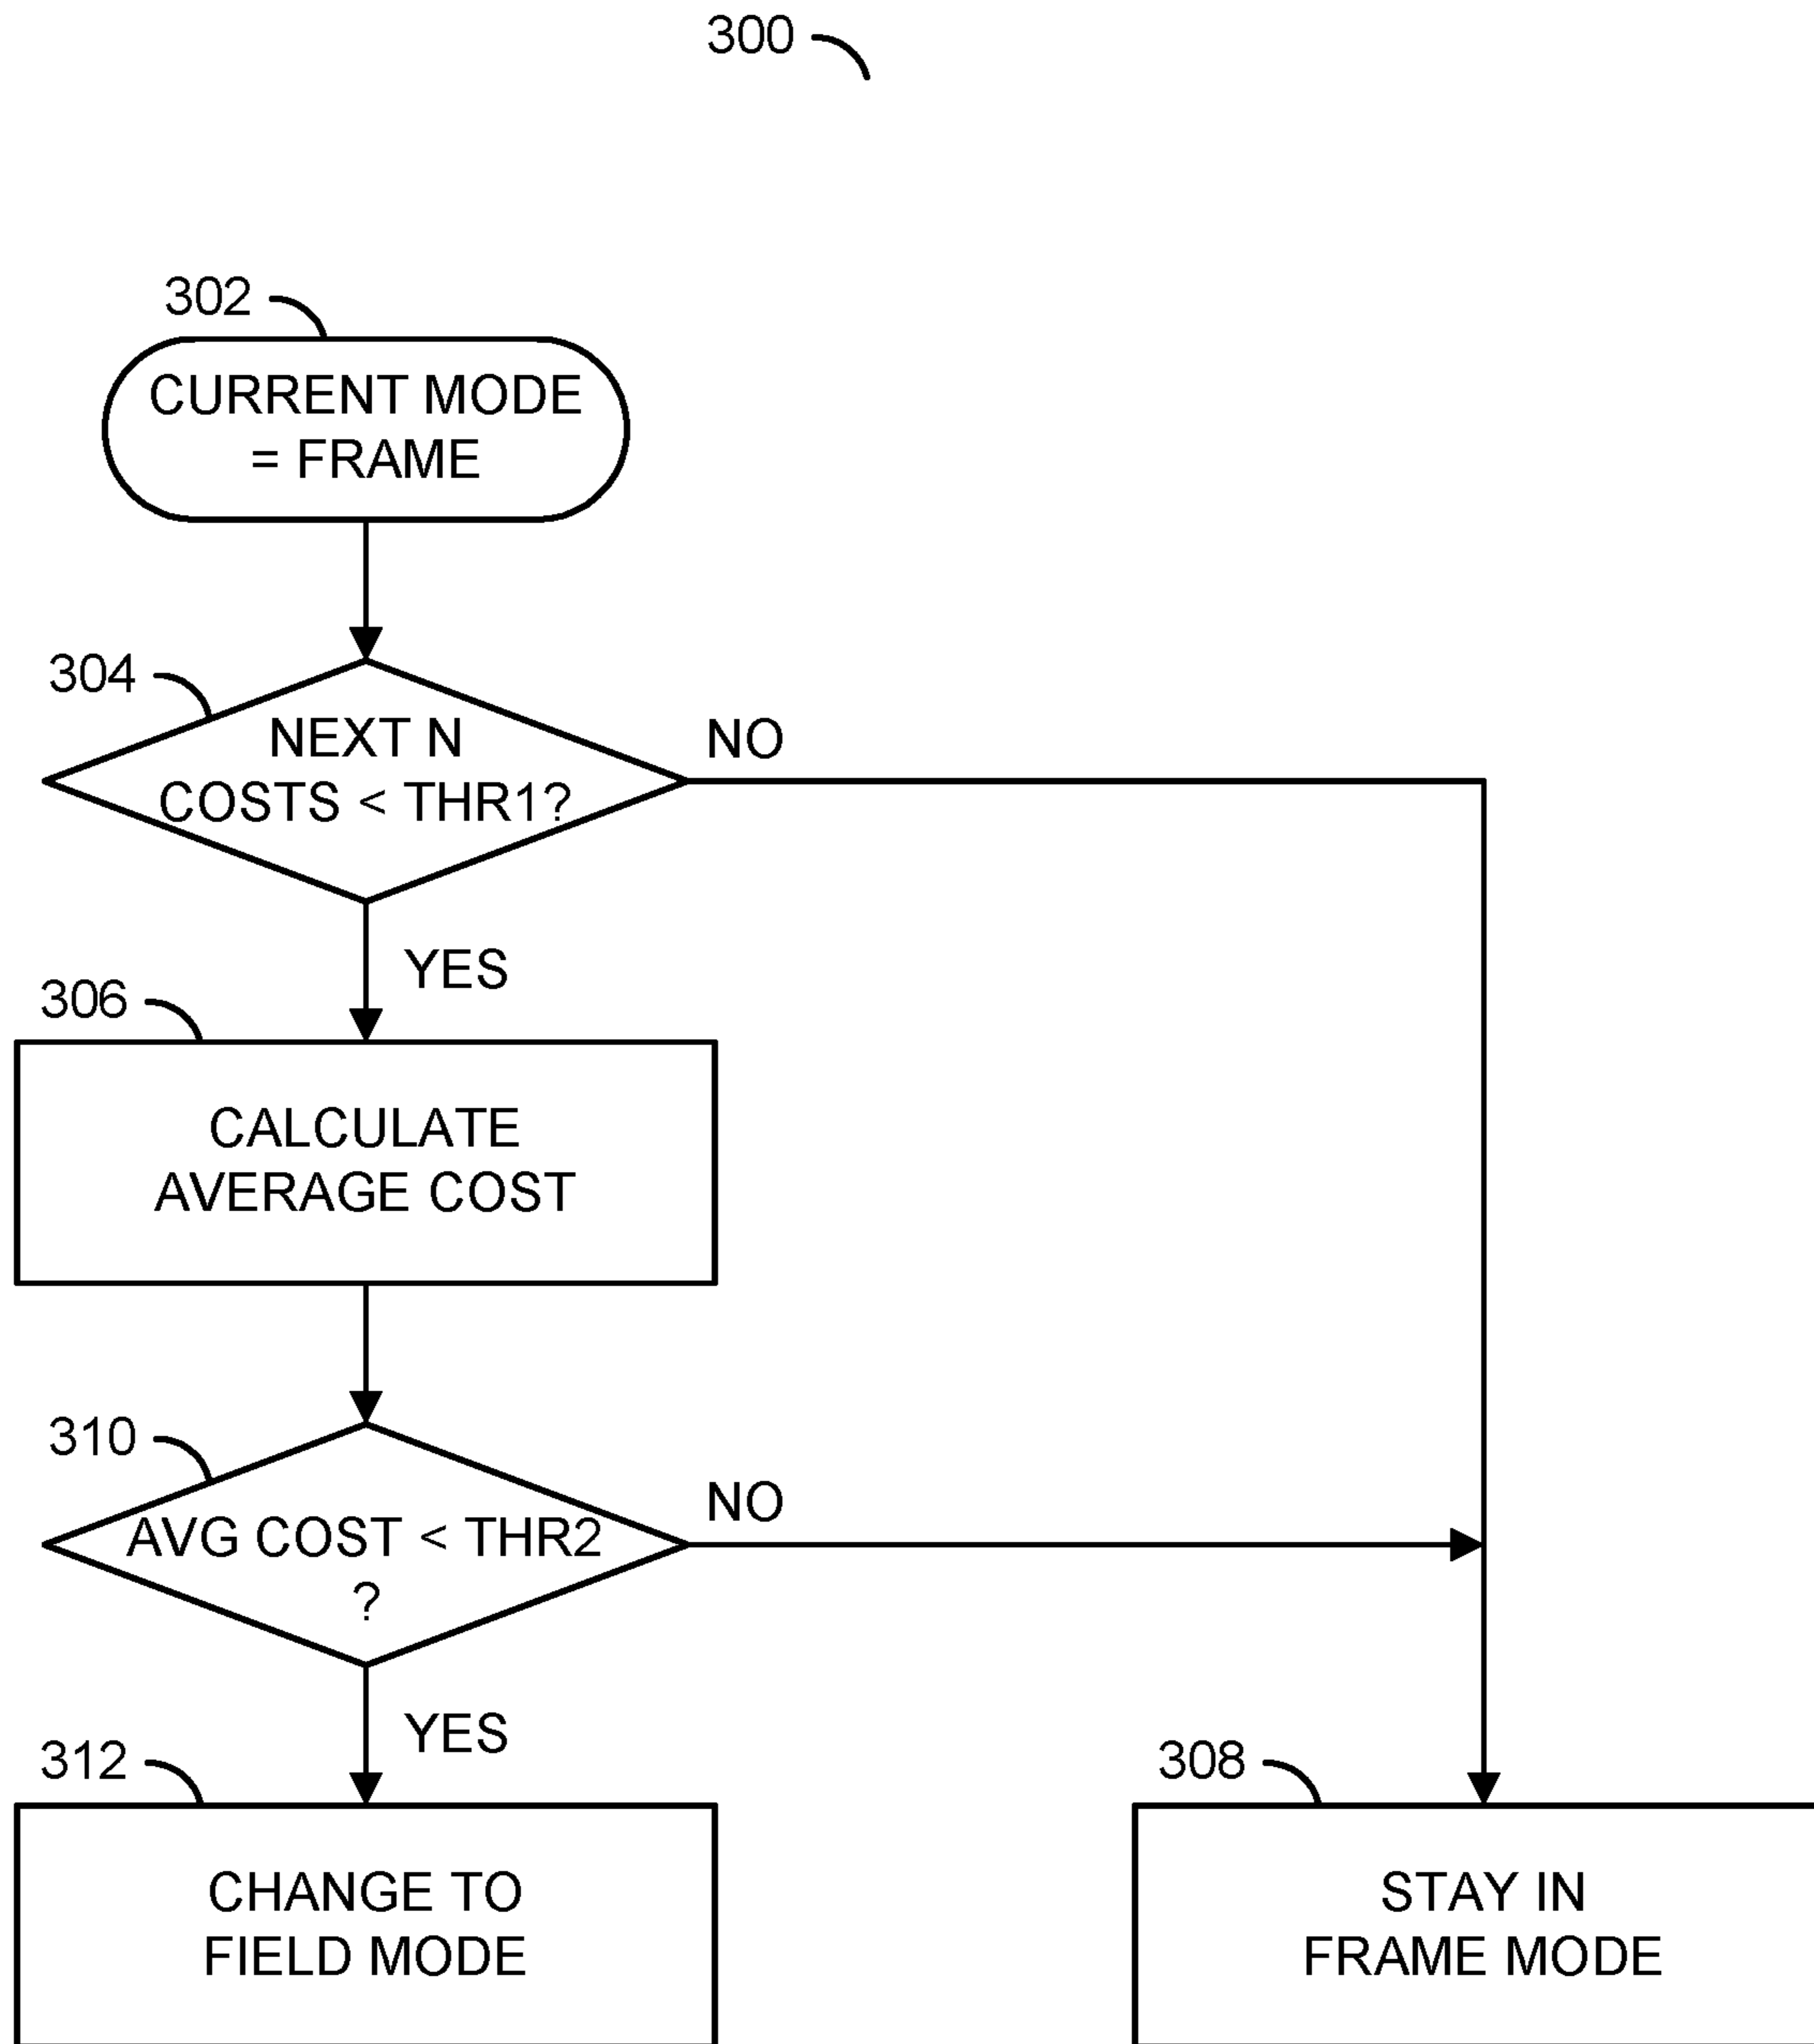 300
302
CURRENT MODE
= FRAME
304
NEXT N
COSTS < THR1?
NO
YES
306
CALCULATE
AVERAGE COST
310
AVG COST < THR2
?
NO
YES
312
CHANGE TO
FIELD MODE
308
STAY IN
FRAME MODE